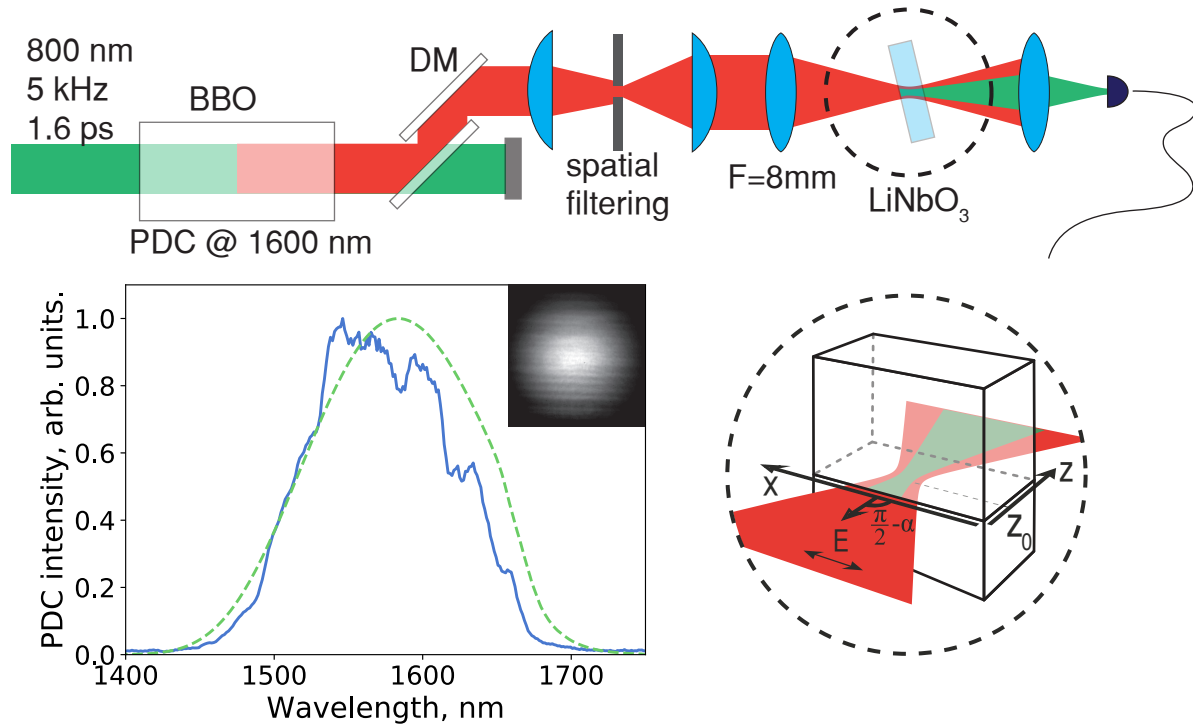 800 nm
5 kHz
1.6 ps
BBO
DM
PDC @ 1600 nm
spatial
filtering
F=8mm
LiNbO₃
PDC intensity, arb. units.
1.0
0.8
0.6
0.4
0.2
0.0
1400
1500
1600
1700
Wavelength, nm
X
E
π/2-α
Z
Z₀